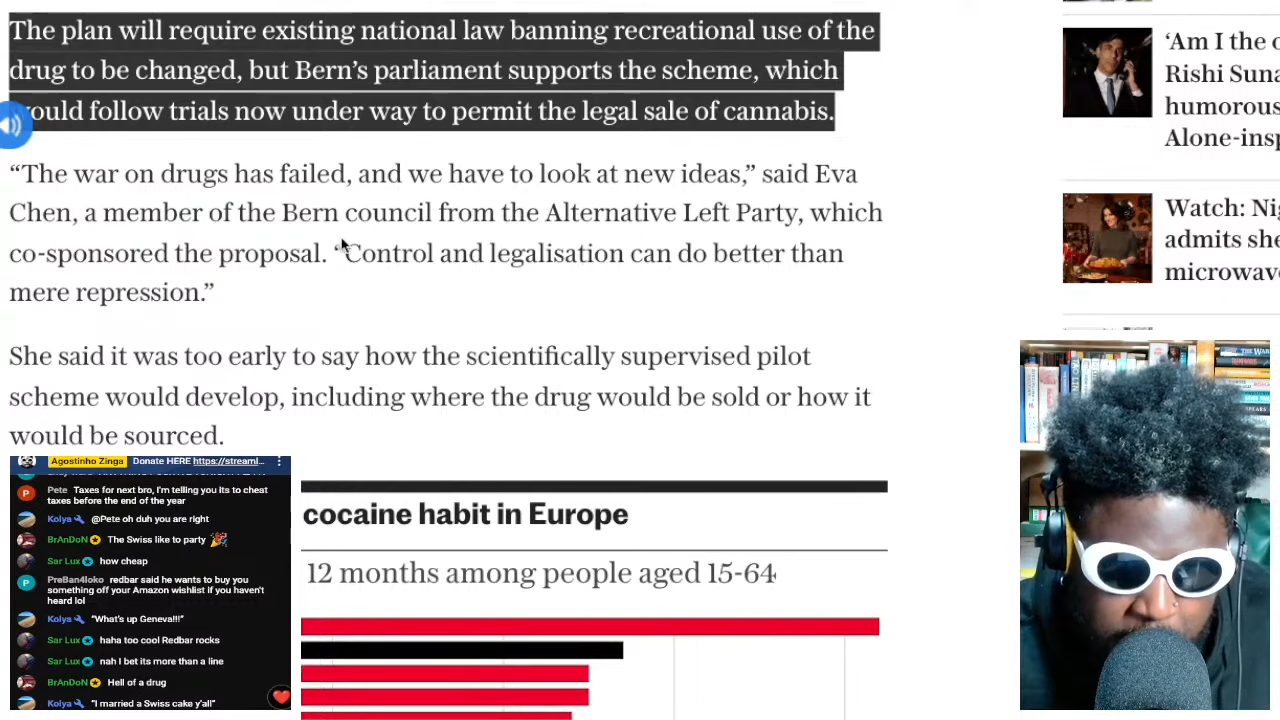 The plan will require existing national law banning recreational use of the
drug to be changed, but Bern's parliament supports the scheme, which
would follow trials now under way to permit the legal sale of cannabis.
“The war on drugs has failed, and we have to look at new ideas,” said Eva
Chen, a member of the Bern council from the Alternative Left Party, which
co-sponsored the proposal. “Control and legalisation can do better than
mere repression.”
She said it was too early to say how the scientifically supervised pilot
scheme would develop, including where the drug would be sold or how it
would be sourced.
cocaine habit in Europe
12 months among people aged 15-64
‘Am I the
Rishi Suna
humorous
Alone-insp
Watch: Nig
admits she
microwav
Agostinho Zinga Donate HERE https://streaml...
Pete Taxes for next bro, I'm telling you its to cheat
taxes before the end of the year
Kolya @Pete oh duh you are right
BrAnDoN The Swiss like to party
Sar Lux how cheap
PreBan4loko redbar said he wants to buy you
something off your Amazon wishlist if you haven't
heard lol
Kolya "What's up Geneva!!!"
Sar Lux haha too cool Redbar rocks
Sar Lux nah I bet its more than a line
BrAnDoN Hell of a drug
Kolya "I married a Swiss cake y'all"